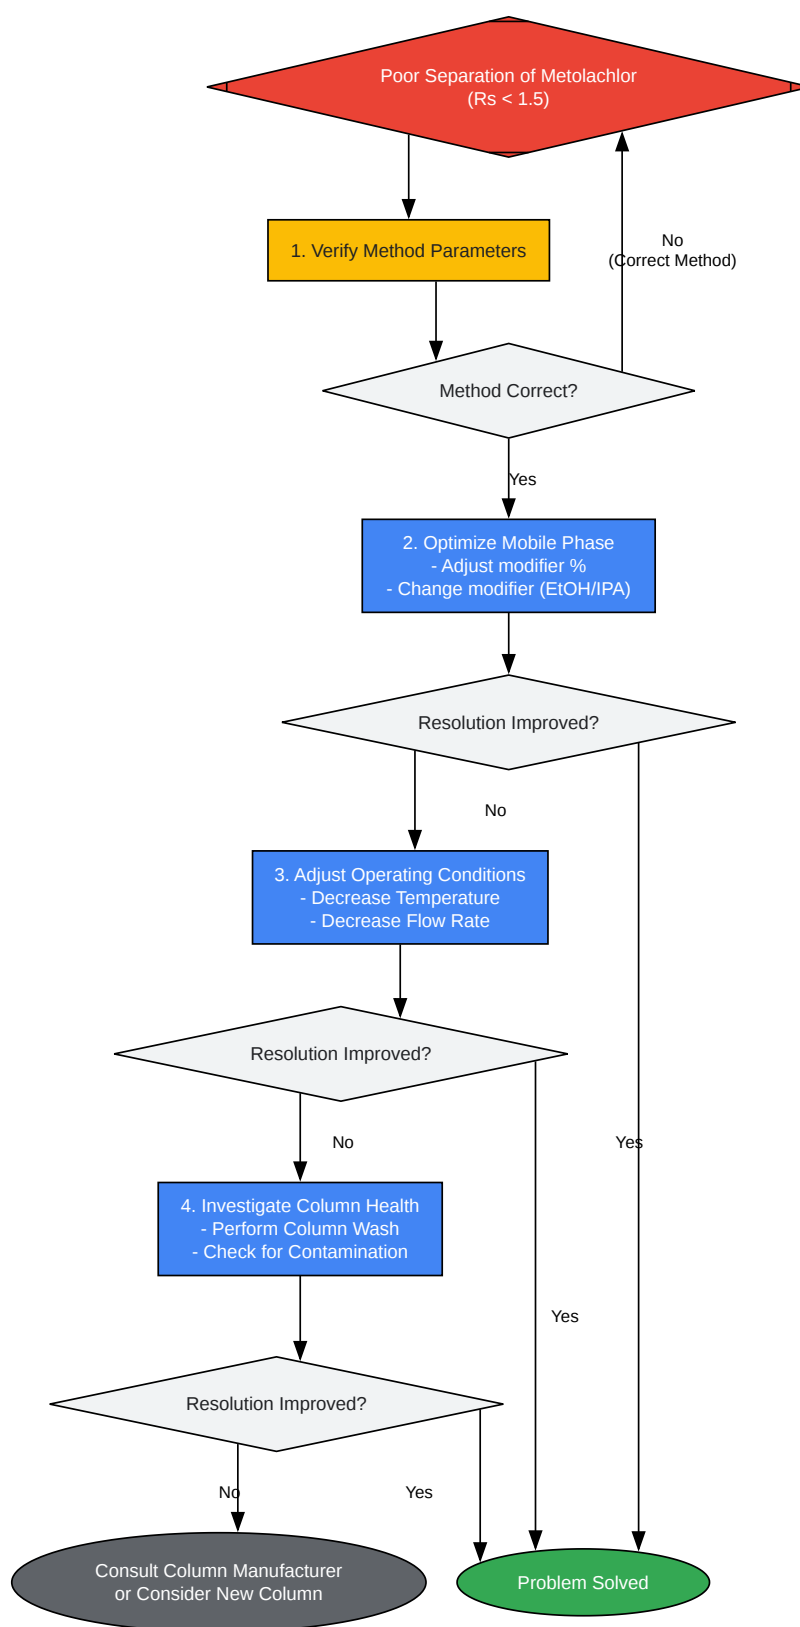 Poor Separation of Metolachlor
(Rs < 1.5)
1. Verify Method Parameters
No
(Correct Method)
Method Correct?
Yes
2. Optimize Mobile Phase
- Adjust modifier %
- Change modifier (EtOH/IPA)
Resolution Improved?
No
3. Adjust Operating Conditions
- Decrease Temperature
- Decrease Flow Rate
Resolution Improved?
No
Yes
4. Investigate Column Health
- Perform Column Wash
- Check for Contamination
Yes
Resolution Improved?
No
Yes
Consult Column Manufacturer
or Consider New Column
Problem Solved